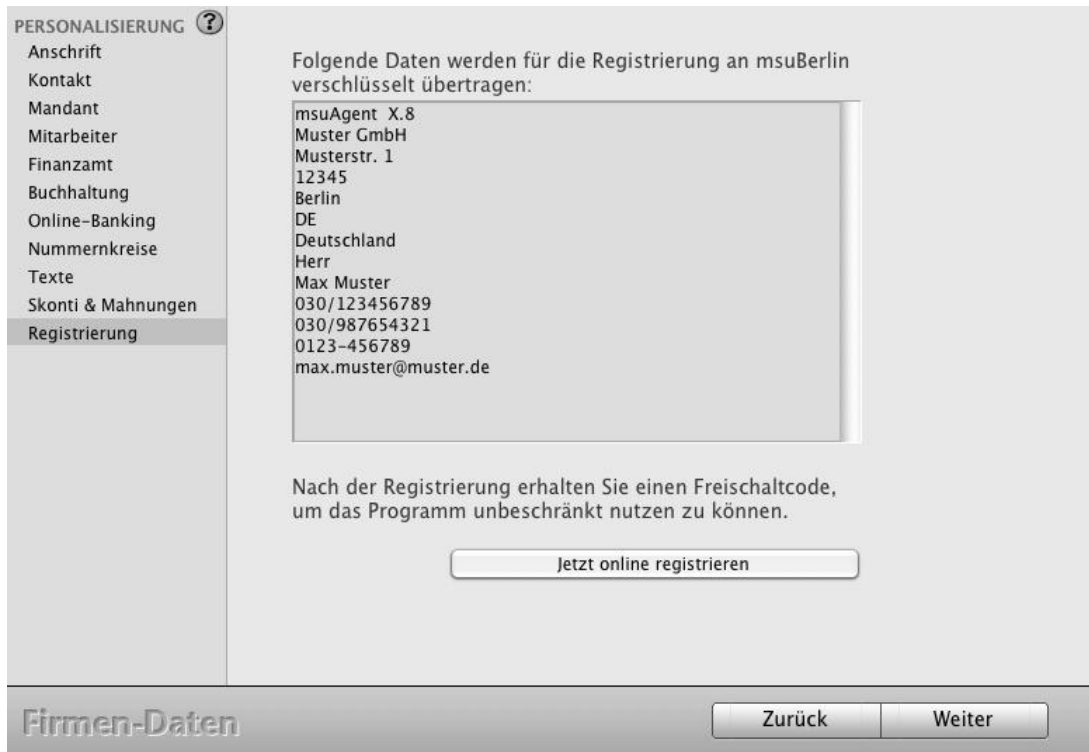 PERSONALISIERUNG ?
Anschrift
Kontakt
Mandant
Mitarbeiter
Finanzamt
Buchhaltung
Online-Banking
Nummernkreise
Texte
Skonti & Mahnungen
Registrierung
Folgende Daten werden für die Registrierung an msuBerlin
verschlüsselt übertragen:
msuAgent X.8
Muster GmbH
Musterstr. 1
12345
Berlin
DE
Deutschland
Herr
Max Muster
030/123456789
030/987654321
0123-456789
max.muster@muster.de
Nach der Registrierung erhalten Sie einen Freischaltcode,
um das Programm unbeschränkt nutzen zu können.
Jetzt online registrieren
Firmen-Daten
Zurück
Weiter